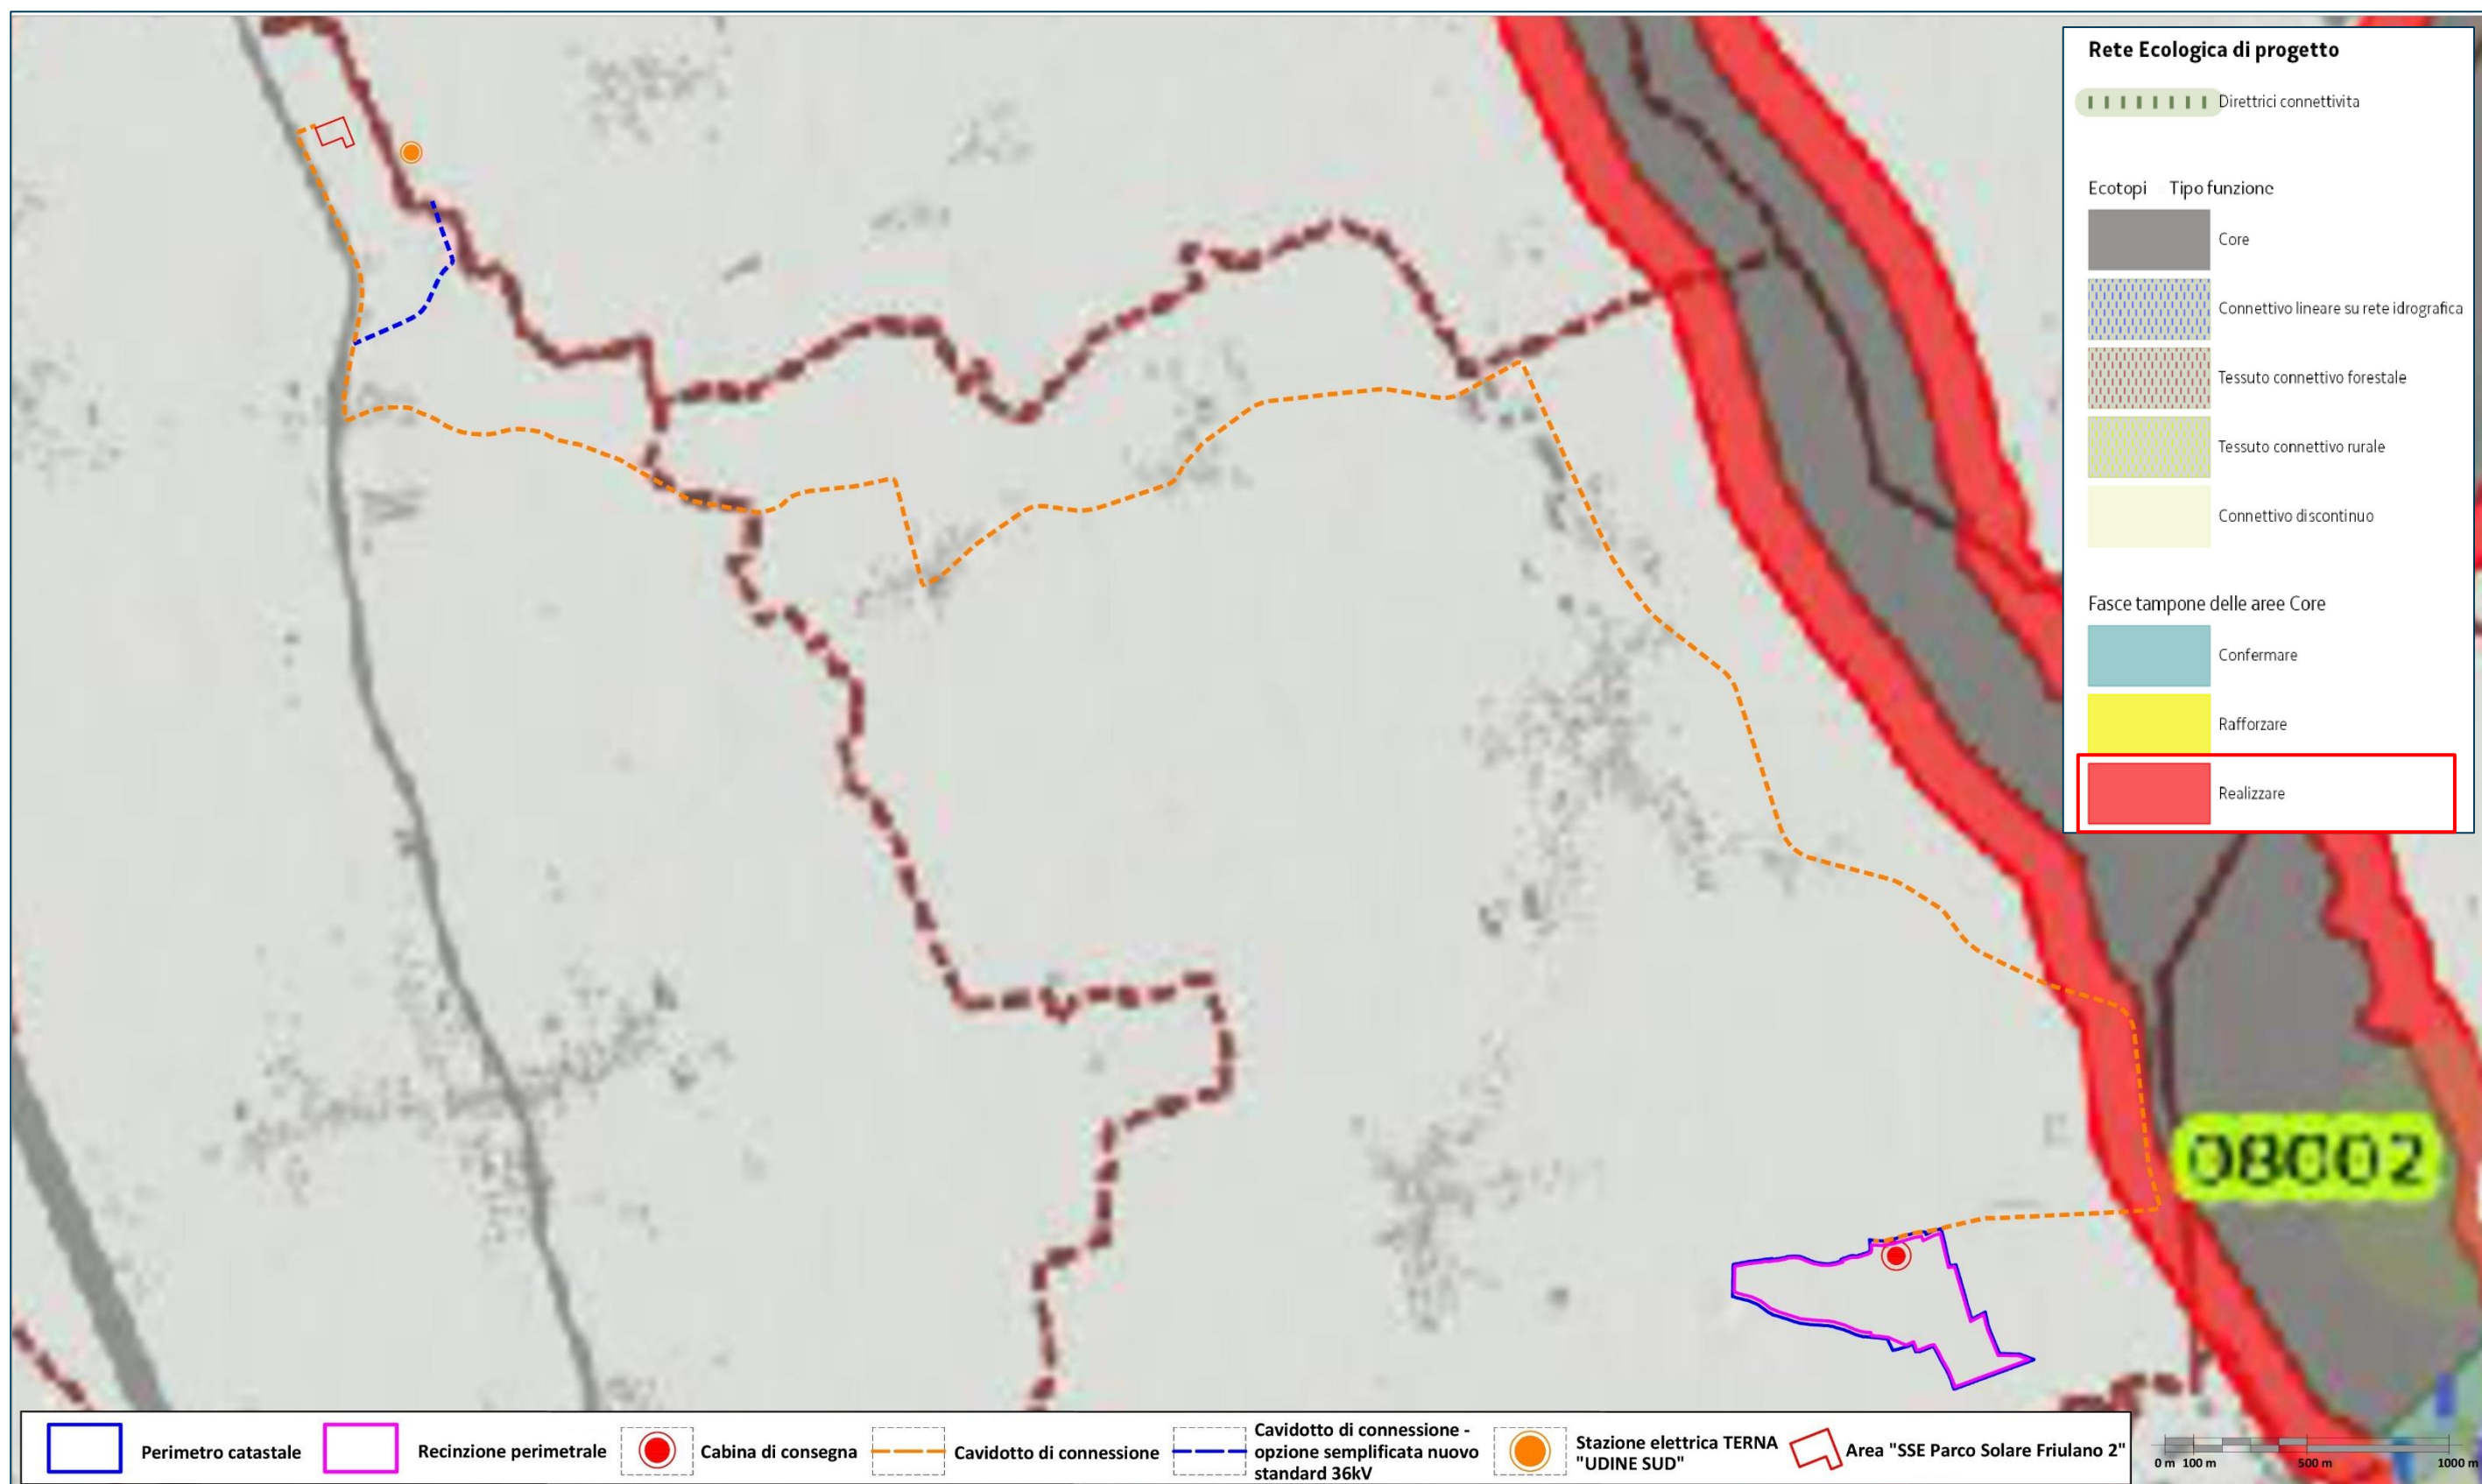 Rete Ecologica di progetto
Direttrici connettivita
Ecotopi Tipo funzione
Core
Connettivo lineare su rete idrografica
Tessuto connettivo forestale
Tessuto connettivo rurale
Connettivo discontinuo
Fasce tampone delle aree Core
Confermare
Rafforzare
Realizzare
08002
Perimetro catastale
Recinzione perimetrale
Cabina di consegna
Cavidotto di connessione
Cavidotto di connessione -
opzione semplificata nuovo
standard 36kV
Stazione elettrica TERNA
"UDINE SUD"
Area "SSE Parco Solare Friulano 2"
0 m 100 m 500 m 1000 m